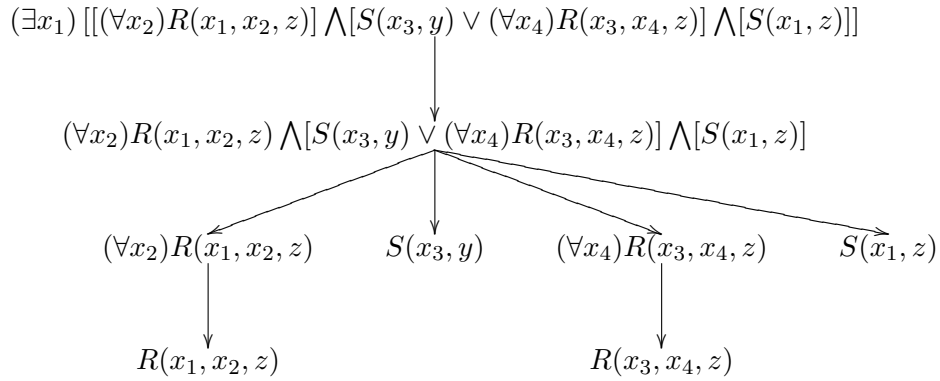 (∃x₁) [[(∀x₂)R(x₁, x₂, z)] ⋀[S(x₃, y) ∨ (∀x₄)R(x₃, x₄, z)] ⋀[S(x₁, z)]]
(∀x₂)R(x₁, x₂, z) ⋀[S(x₃, y) ∨ (∀x₄)R(x₃, x₄, z)] ⋀[S(x₁, z)]
(∀x₂)R(x₁, x₂, z) S(x₃, y) (∀x₄)R(x₃, x₄, z) S(x₁, z)
R(x₁, x₂, z) R(x₃, x₄, z)